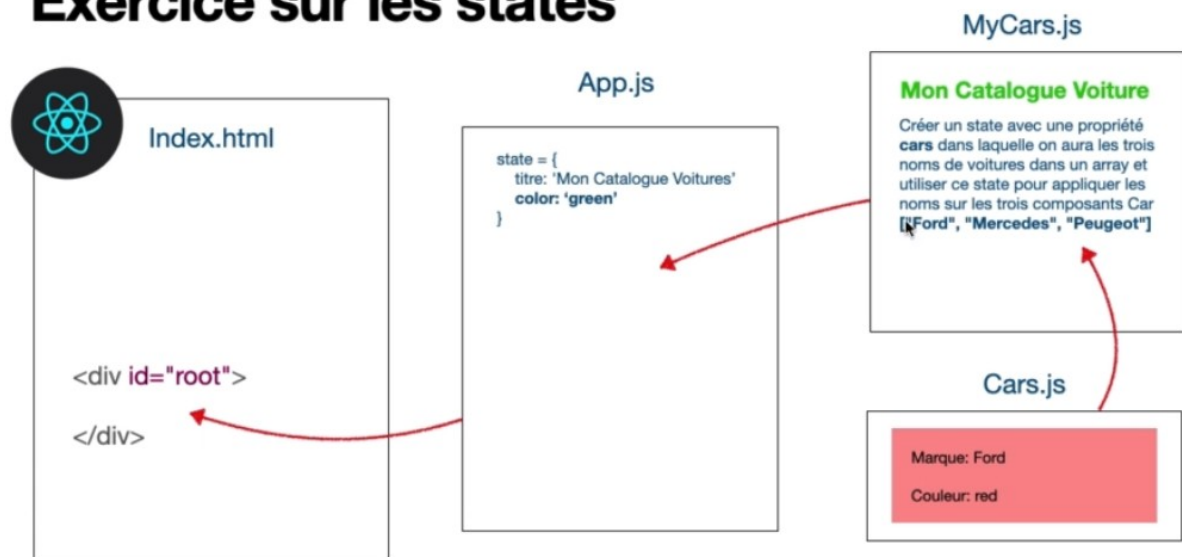 Exercice sur les states
Index.html
<div id="root">
</div>
App.js
state = {
titre: ‘Mon Catalogue Voitures’
color: ‘green’
}
MyCars.js
Mon Catalogue Voiture
Créer un state avec une propriété
cars dans laquelle on aura les trois
noms de voitures dans un array et
utiliser ce state pour appliquer les
noms sur les trois composants Car
["Ford", "Mercedes", "Peugeot"]
Cars.js
Marque: Ford
Couleur: red